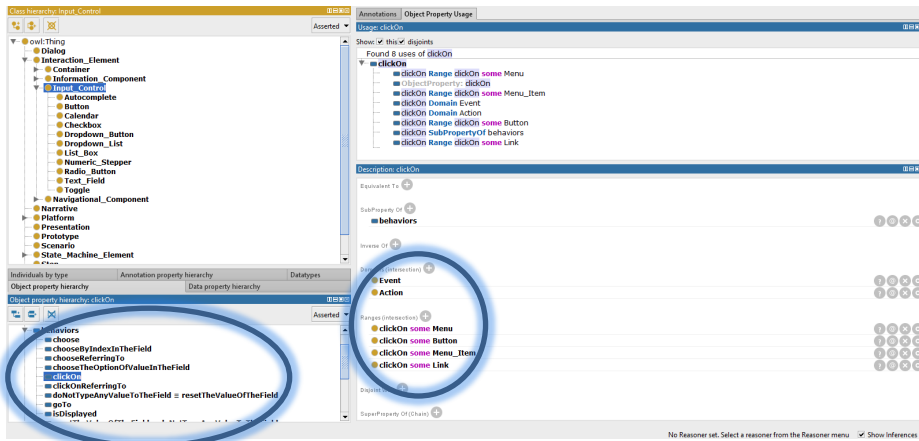 Class hierarchy: Input_Control
Asserted
owl:Thing
Dialog
Interaction_Element
Container
Information_Component
Input_Control
Autocomplete
Button
Calendar
Checkbox
Dropdown_Button
Dropdown_List
List_Box
Numeric_Stepper
Radio_Button
Text_Field
Toggle
Navigational_Component
Narrative
Platform
Presentation
Prototype
Scenario
State_Machine_Element
Individuals by type Annotation property hierarchy Datatypes
Object property hierarchy Data property hierarchy
Object property hierarchy: clickOn
Asserted
behaviors
choose
chooseByIndexInTheField
chooseReferringTo
chooseTheOptionOfValueInTheField
clickOn
clickOnReferringTo
doNotTypeAnyValueToTheField ≡ resetTheValueOfTheField
goTo
isDisplayed
Annotations Object Property Usage
Usage: clickOn
Show: this disjoints
Found 8 uses of clickOn
clickOn
clickOn Range clickOn some Menu
ObjectProperty: clickOn
clickOn Range clickOn some Menu_Item
clickOn Domain Event
clickOn Domain Action
clickOn Range clickOn some Button
clickOn SubPropertyOf behaviors
clickOn Range clickOn some Link
Description: clickOn
Equivalent To
SubProperty Of
behaviors
Inverse Of
Domains (intersection)
Event
Action
Ranges (intersection)
clickOn some Menu
clickOn some Button
clickOn some Menu_Item
clickOn some Link
Disjoint
SuperProperty Of (Chain)
No Reasoner set. Select a reasoner from the Reasoner menu Show Inferences